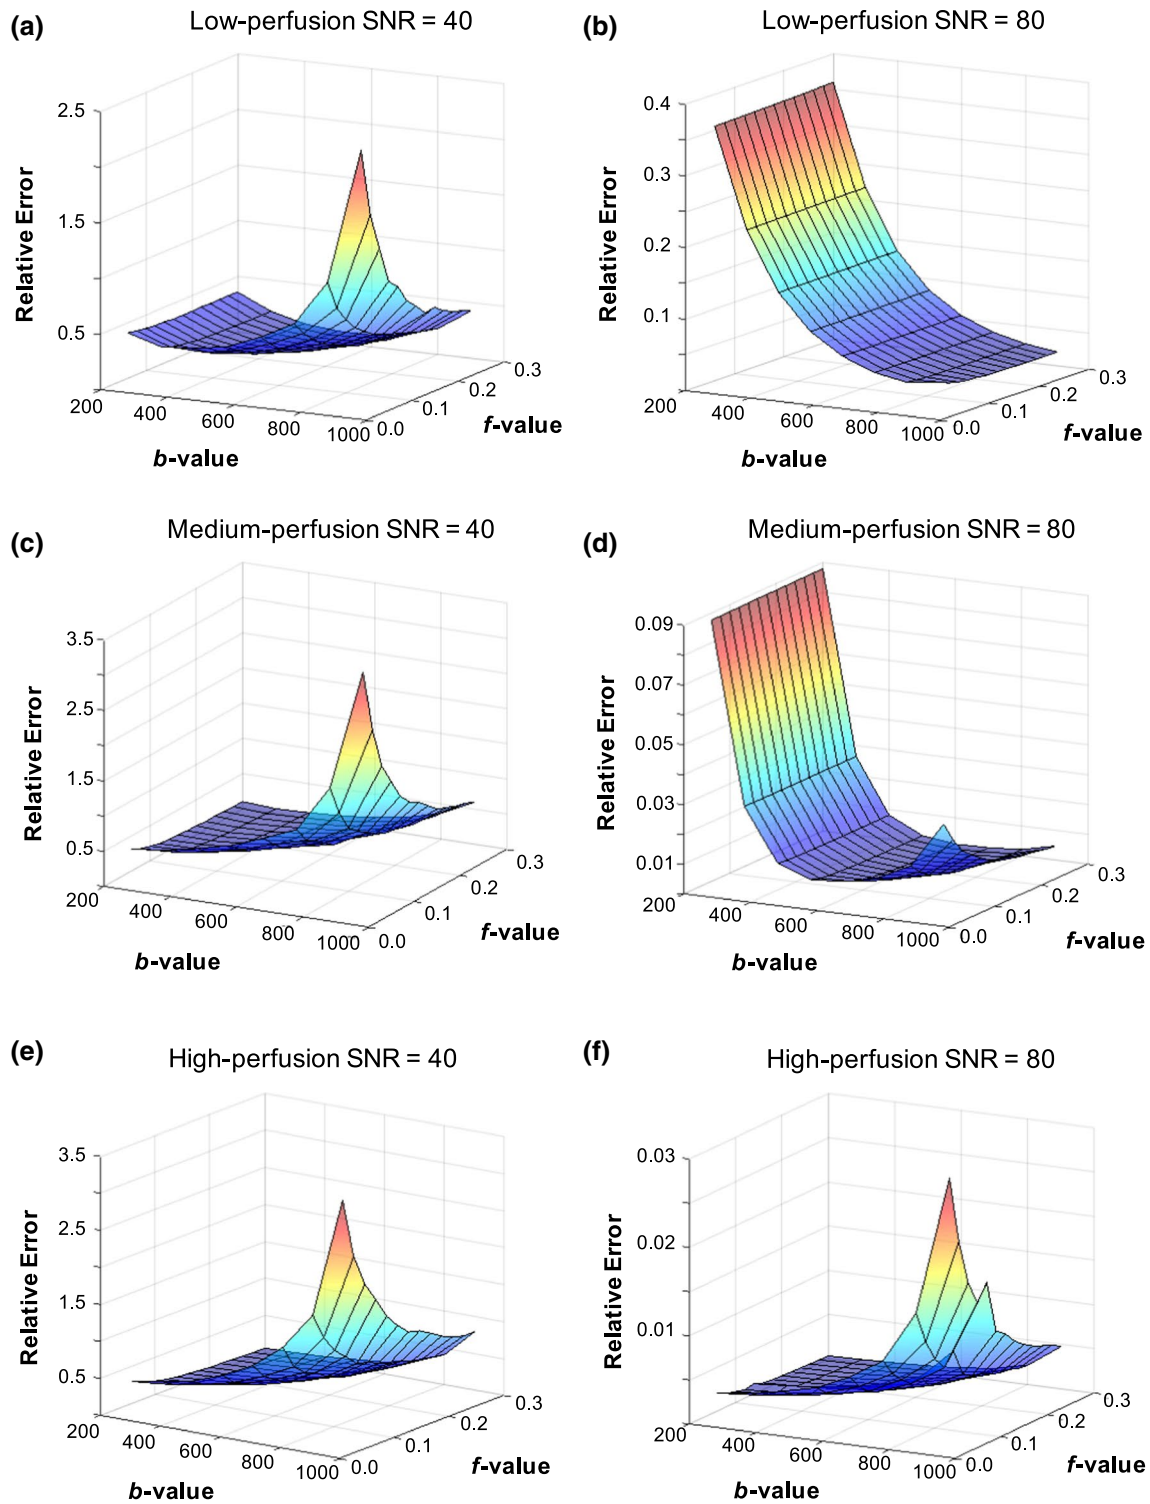 (a)
Low-perfusion SNR = 40
2.5
1.5
0.5
Relative Error
200
400
600
800
1000
b-value
0.0
0.1
0.2
0.3
f-value
(b)
Low-perfusion SNR = 80
0.4
0.3
0.2
0.1
Relative Error
200
400
600
800
1000
b-value
0.0
0.1
0.2
0.3
f-value
(c)
Medium-perfusion SNR = 40
3.5
2.5
1.5
0.5
Relative Error
200
400
600
800
1000
b-value
0.0
0.1
0.2
0.3
f-value
(d)
Medium-perfusion SNR = 80
0.09
0.07
0.05
0.03
0.01
Relative Error
200
400
600
800
1000
b-value
0.0
0.1
0.2
0.3
f-value
(e)
High-perfusion SNR = 40
3.5
2.5
1.5
0.5
Relative Error
200
400
600
800
1000
b-value
0.0
0.1
0.2
0.3
f-value
(f)
High-perfusion SNR = 80
0.03
0.02
0.01
Relative Error
200
400
600
800
1000
b-value
0.0
0.1
0.2
0.3
f-value